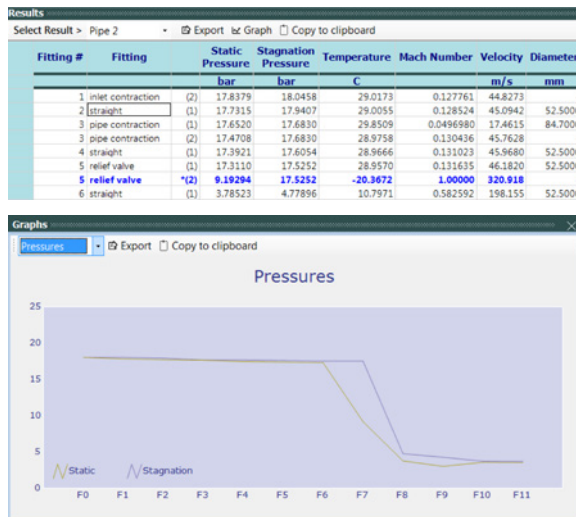 Results
Select Result > Pipe 2 Export Graph Copy to clipboard
Fitting # Fitting Static Pressure Stagnation Pressure Temperature Mach Number Velocity Diameter
bar bar C m/s mm
1 inlet contraction (2) 17.8379 18.0458 29.0173 0.127761 44.8273
2 straight (1) 17.7315 17.9407 29.0055 0.128524 45.0942 52.5000
3 pipe contraction (1) 17.6520 17.6830 29.8509 0.0496980 17.4615 84.7000
3 pipe contraction (2) 17.4708 17.6830 28.9758 0.130436 45.7628
4 straight (1) 17.3921 17.6054 28.9666 0.131023 45.9680 52.5000
5 relief valve (1) 17.3110 17.5252 28.9570 0.131635 46.1820 52.5000
5 relief valve *(2) 9.19294 17.5252 -20.3672 1.00000 320.918
6 straight (1) 3.78523 4.77896 10.7971 0.582592 198.155 52.5000
Graphs
Pressures Export Copy to clipboard
Pressures
25
20
15
10
5
0
Static Stagnation
F0 F1 F2 F3 F4 F5 F6 F7 F8 F9 F10 F11